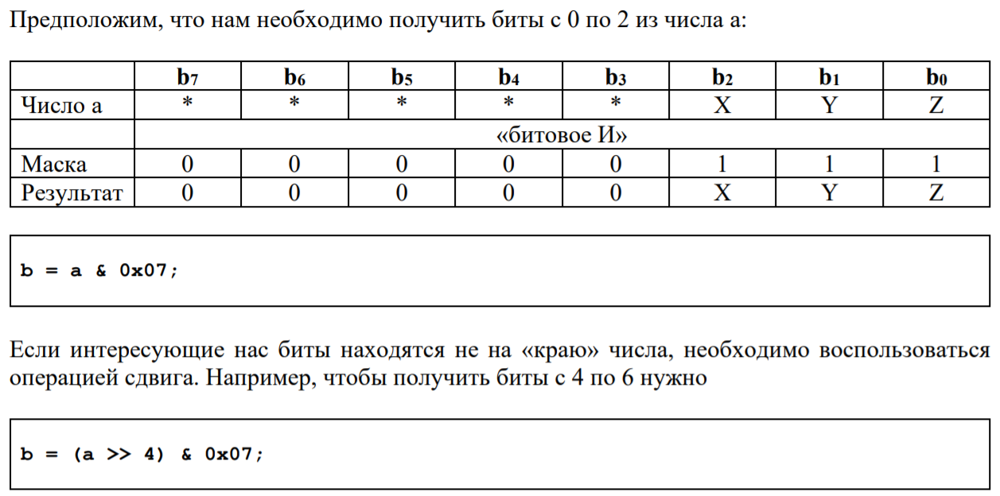 Предположим, что нам необходимо получить биты с 0 по 2 из числа a:
b7 b6 b5 b4 b3 b2 b1 b0
Число a * * * * * X Y Z
«битовое И»
Маска 0 0 0 0 0 1 1 1
Результат 0 0 0 0 0 X Y Z
b = a & 0x07;
Если интересующие нас биты находятся не на «краю» числа, необходимо воспользоваться
операцией сдвига. Например, чтобы получить биты с 4 по 6 нужно
b = (a >> 4) & 0x07;